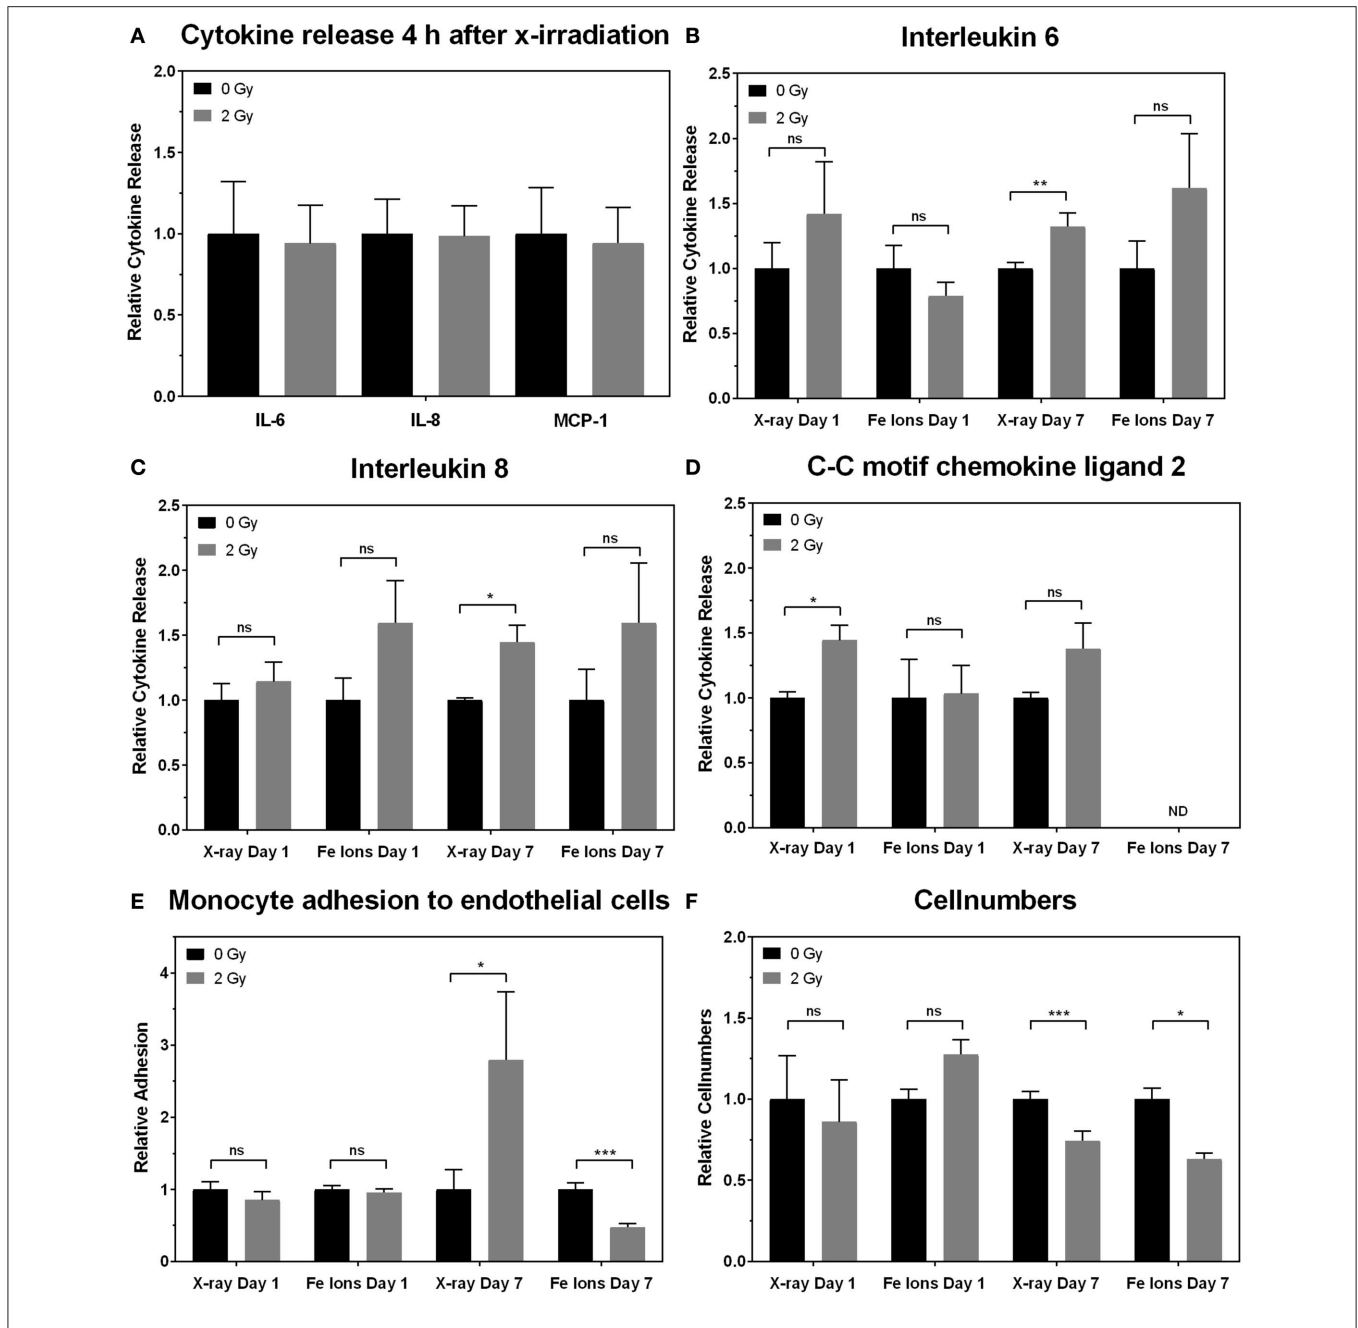 A Cytokine release 4 h after x-irradiation
2.0
1.5
1.0
0.5
0.0
Relative Cytokine Release
0 Gy
2 Gy
IL-6 IL-8 MCP-1
B Interleukin 6
2.5
2.0
1.5
1.0
0.5
0.0
Relative Cytokine Release
0 Gy
2 Gy
ns ns ** ns
X-ray Day 1 Fe Ions Day 1 X-ray Day 7 Fe Ions Day 7
C Interleukin 8
2.5
2.0
1.5
1.0
0.5
0.0
Relative Cytokine Release
0 Gy
2 Gy
ns ns * ns
X-ray Day 1 Fe Ions Day 1 X-ray Day 7 Fe Ions Day 7
D C-C motif chemokine ligand 2
2.5
2.0
1.5
1.0
0.5
0.0
Relative Cytokine Release
0 Gy
2 Gy
* ns ns ND
X-ray Day 1 Fe Ions Day 1 X-ray Day 7 Fe Ions Day 7
E Monocyte adhesion to endothelial cells
4
3
2
1
0
Relative Adhesion
0 Gy
2 Gy
ns ns * ***
X-ray Day 1 Fe Ions Day 1 X-ray Day 7 Fe Ions Day 7
F Cellnumbers
2.0
1.5
1.0
0.5
0.0
Relative Cellnumbers
0 Gy
2 Gy
ns ns *** *
X-ray Day 1 Fe Ions Day 1 X-ray Day 7 Fe Ions Day 7